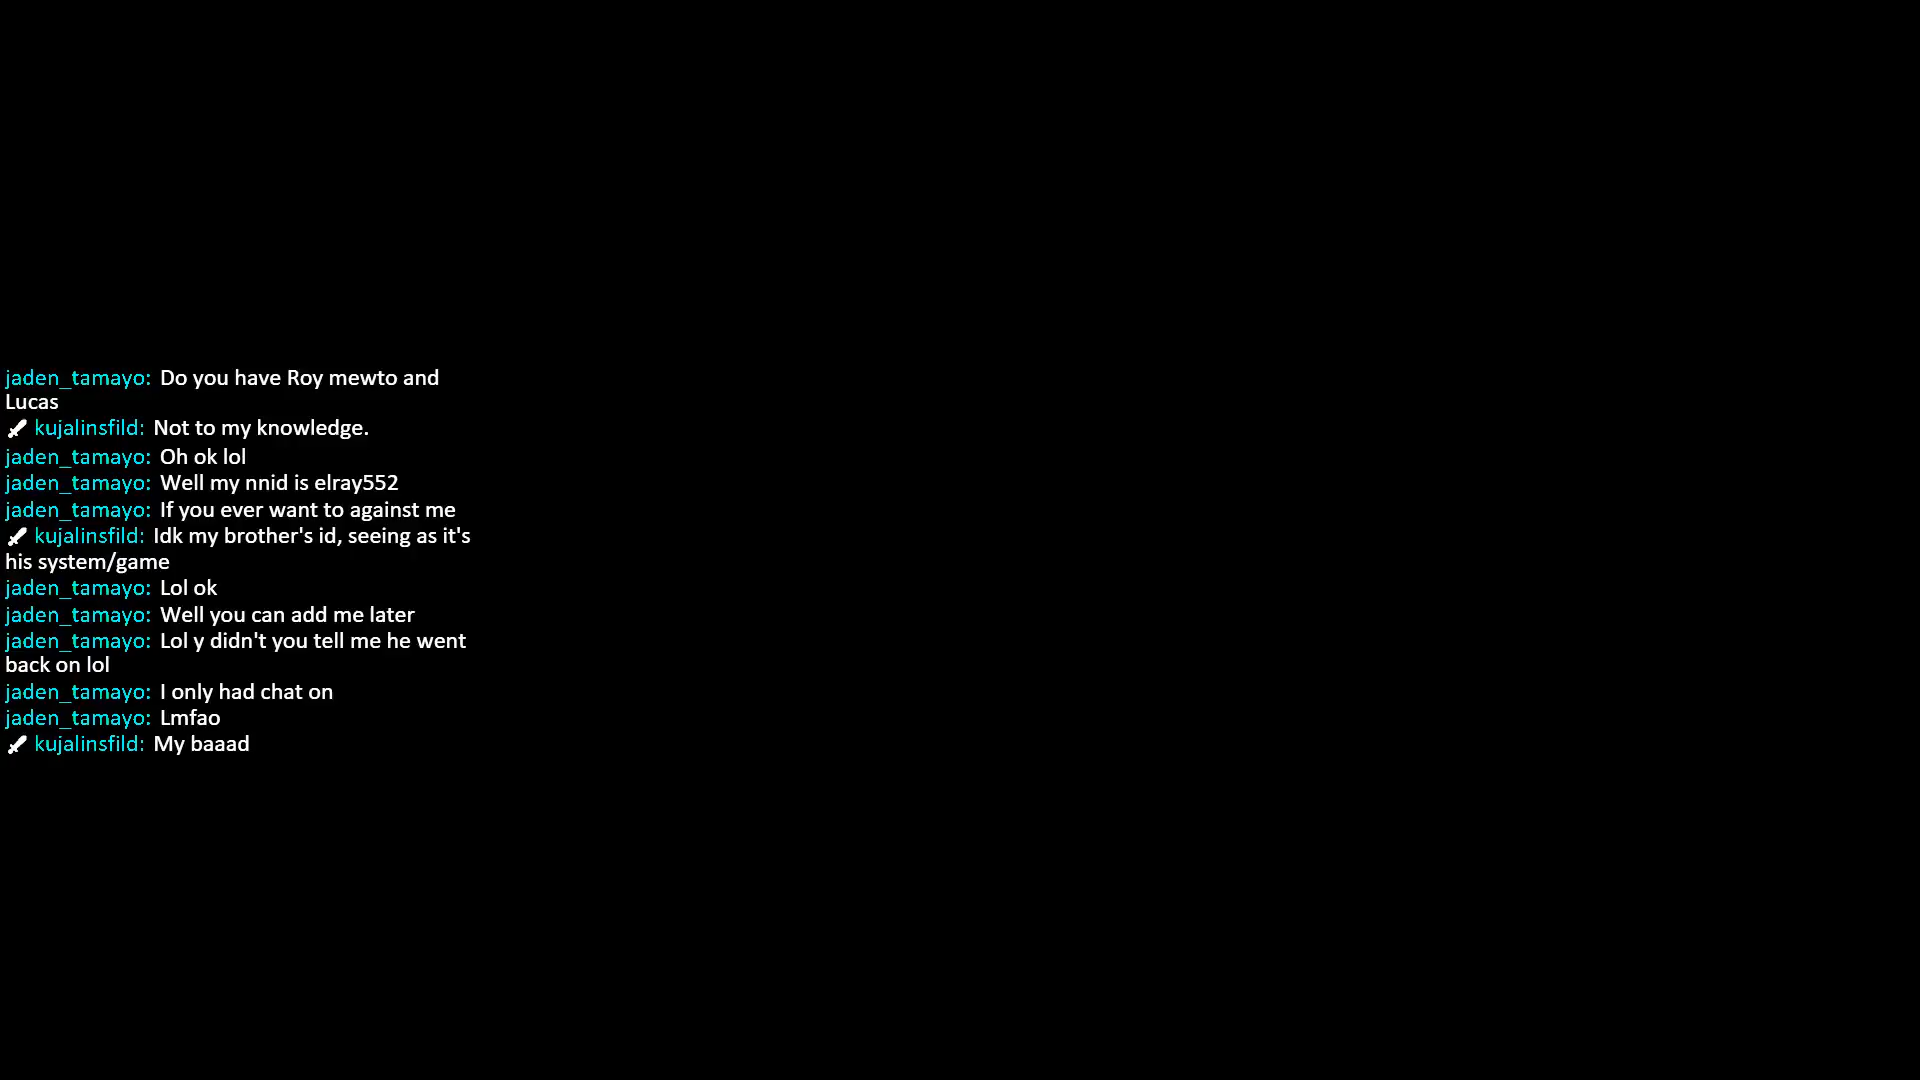 jaden_tamayo: Do you have Roy mewto and
Lucas
kujalinsfild: Not to my knowledge.
jaden_tamayo: Oh ok lol
jaden_tamayo: Well my nnid is elray552
jaden_tamayo: If you ever want to against me
kujalinsfild: Idk my brother's id, seeing as it's
his system/game
jaden_tamayo: Lol ok
jaden_tamayo: Well you can add me later
jaden_tamayo: Lol y didn't you tell me he went
back on lol
jaden_tamayo: I only had chat on
jaden_tamayo: Lmfao
kujalinsfild: My baaad